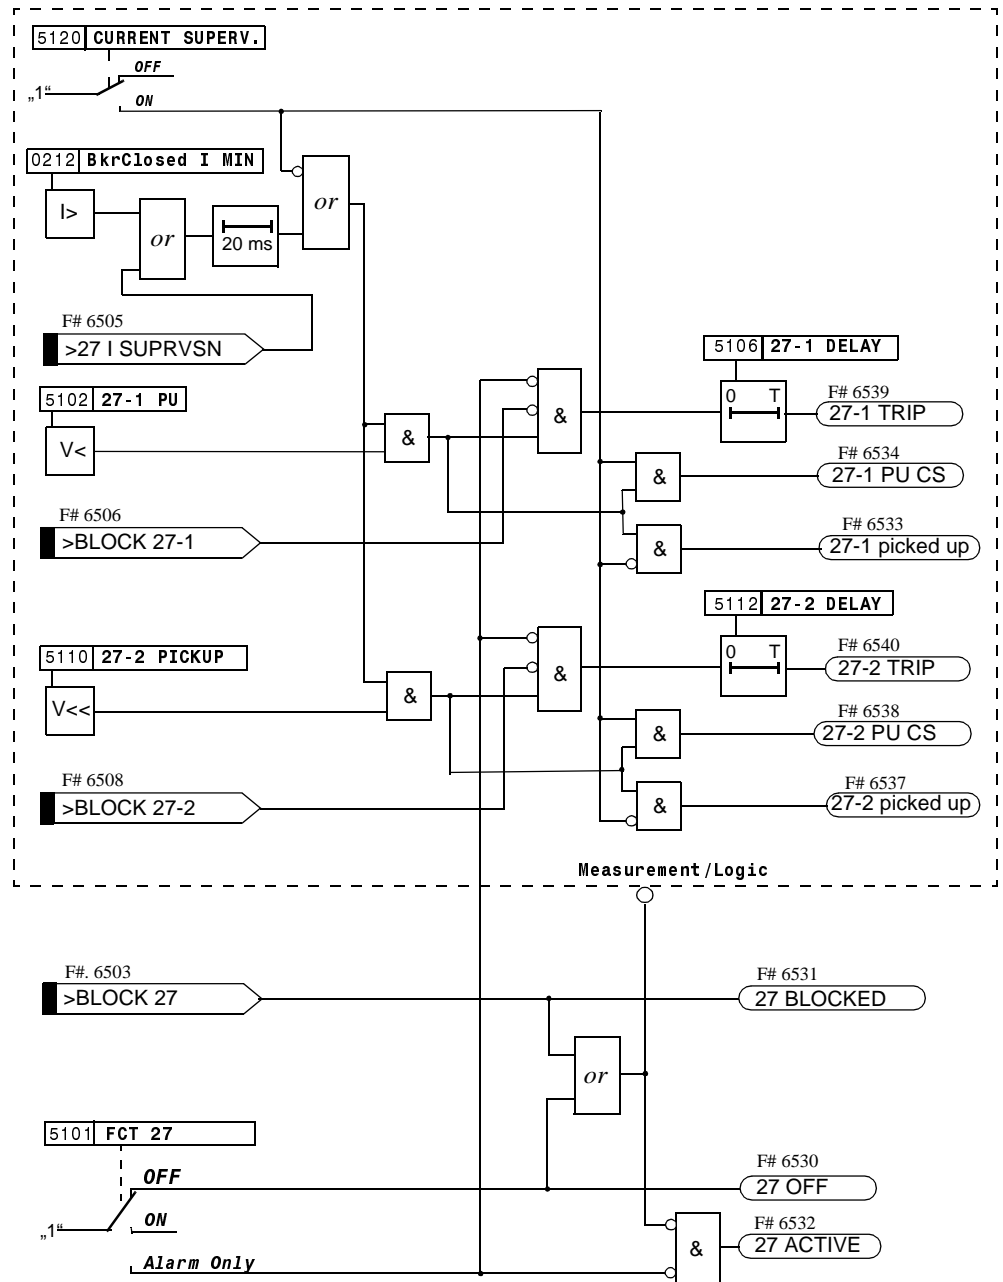 5120 CURRENT SUPERV.
OFF
„1“
ON
0212 BkrClosed I MIN
I>
or
20 ms
or
F# 6505
>27 I SUPRVSN
5102 27-1 PU
V<
&
&
5106 27-1 DELAY
0 T
F# 6539
27-1 TRIP
F# 6534
& 27-1 PU CS
F# 6506
>BLOCK 27-1
F# 6533
& 27-1 picked up
5112 27-2 DELAY
5110 27-2 PICKUP
V<<
&
&
0 T
F# 6540
27-2 TRIP
F# 6538
& 27-2 PU CS
F# 6508
>BLOCK 27-2
F# 6537
& 27-2 picked up
Measurement/Logic
F#. 6503
>BLOCK 27
F# 6531
27 BLOCKED
or
5101 FCT 27
OFF
F# 6530
27 OFF
„1“
ON
F# 6532
& 27 ACTIVE
Alarm Only